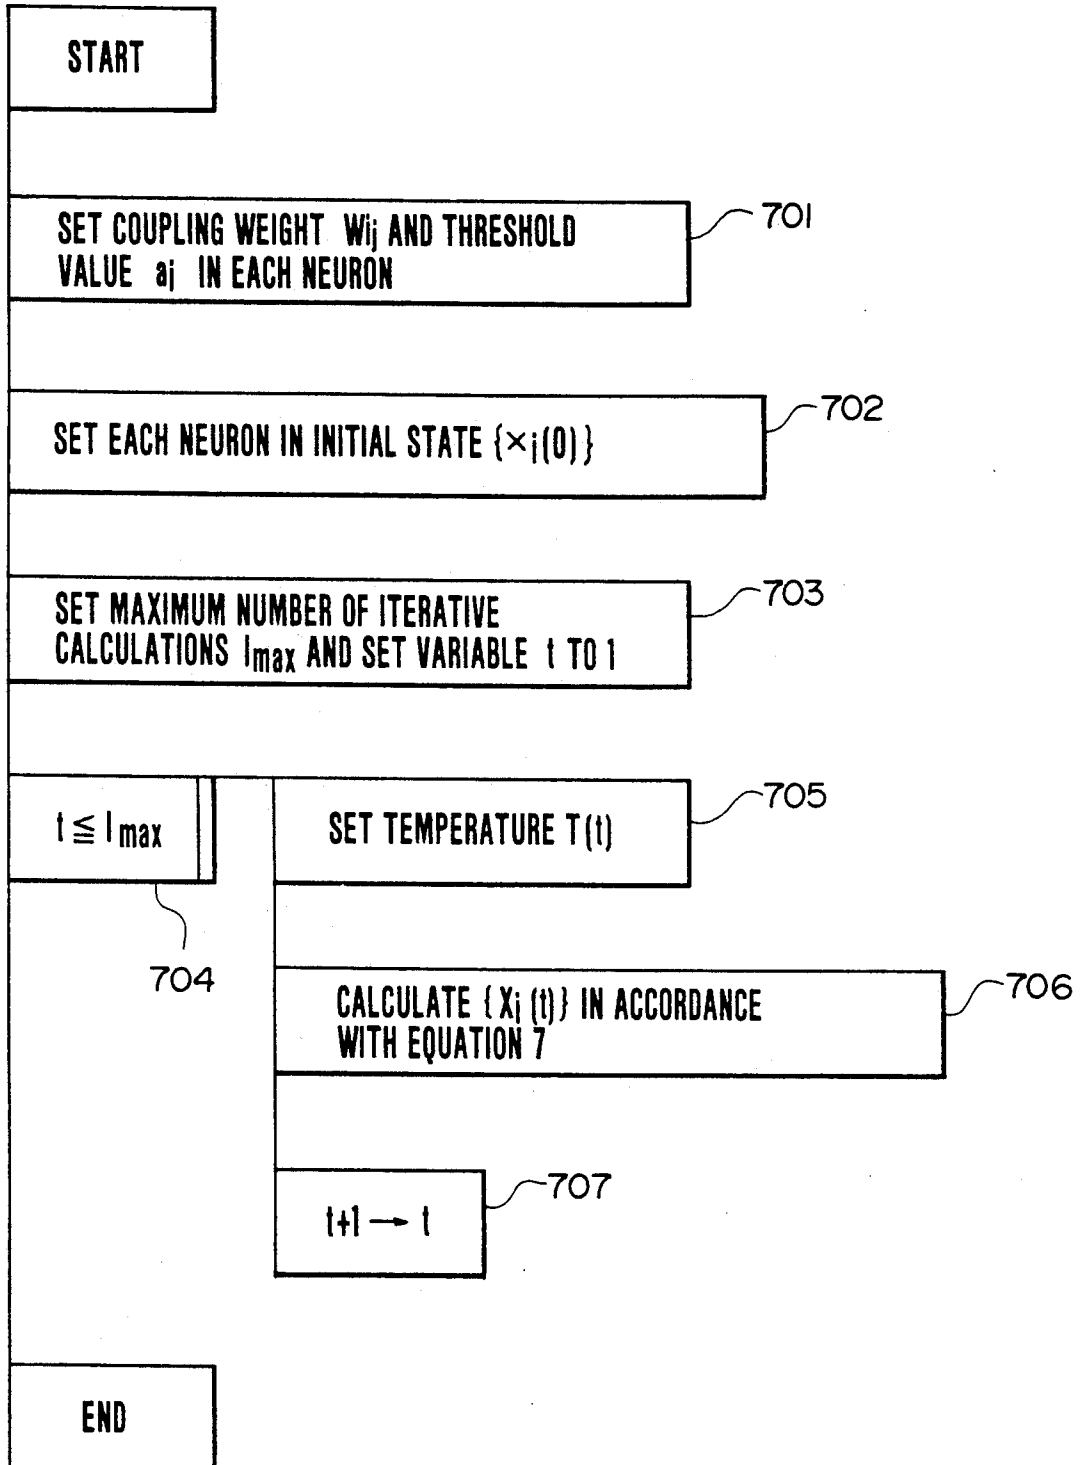 START
SET COUPLING WEIGHT Wij AND THRESHOLD
VALUE aj IN EACH NEURON
701
SET EACH NEURON IN INITIAL STATE {×j(0)}
702
SET MAXIMUM NUMBER OF ITERATIVE
CALCULATIONS Imax AND SET VARIABLE t TO 1
703
t ≦ Imax
704
SET TEMPERATURE T(t)
705
CALCULATE {Xj (t)} IN ACCORDANCE
WITH EQUATION 7
706
t+1 → t
707
END